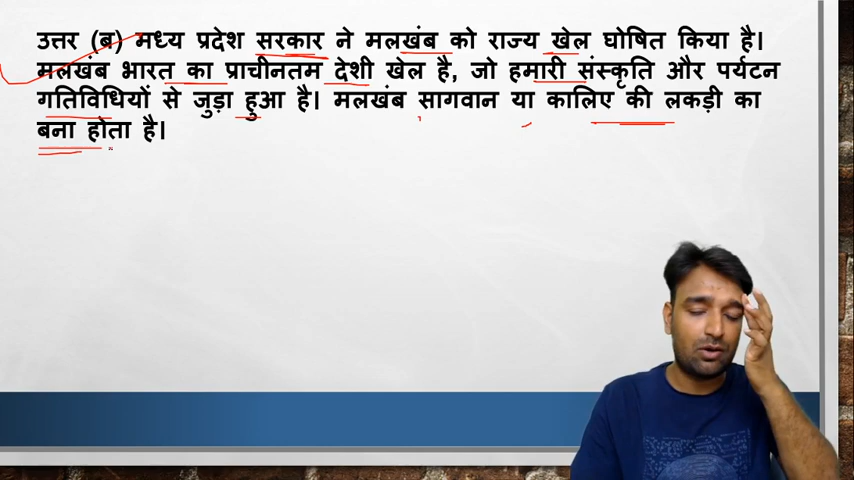 उत्तर (ब) मध्य प्रदेश सरकार ने मलखंब को राज्य खेल घोषित किया है।
मलखंब भारत का प्राचीनतम देशी खेल है, जो हमारी संस्कृति और पर्यटन
गतिविधियों से जुड़ा हुआ है। मलखंब सागवान या कालिए की लकड़ी का
बना होता है।